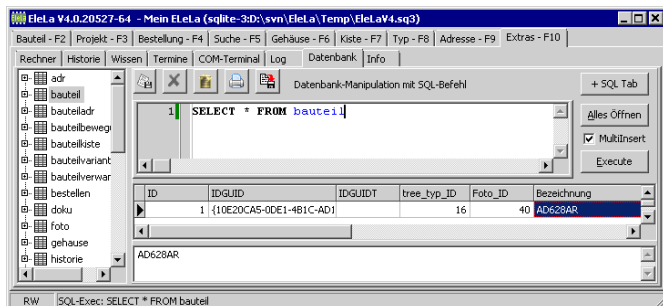 EleLa V4.0.20527-64 - Mein ELeLa (sqlite-3:D:\svn\EleLa\Temp\EleLaV4.sq3)
Bauteil - F2 Projekt - F3 Bestellung - F4 Suche - F5 Gehäuse - F6 Kiste - F7 Typ - F8 Adresse - F9 Extras - F10
Rechner Historie Wissen Termine COM-Terminal Log Datenbank Info
adr
bauteil
bauteiladr
bauteilbewegu
bauteilkiste
bauteilvariant
bauteilverwar
bestellen
doku
foto
gehause
historie
Datenbank-Manipulation mit SQL-Befehl
+ SQL Tab
1 SELECT * FROM bauteil
Alles Öffnen
MultiInsert
Execute
ID IDGUID IDGUIDT tree_typ_ID Foto_ID Bezeichnung
1 {10E20CA5-0DE1-4B1C-AD1 16 40 AD628AR
AD628AR
RW SQL-Exec: SELECT * FROM bauteil